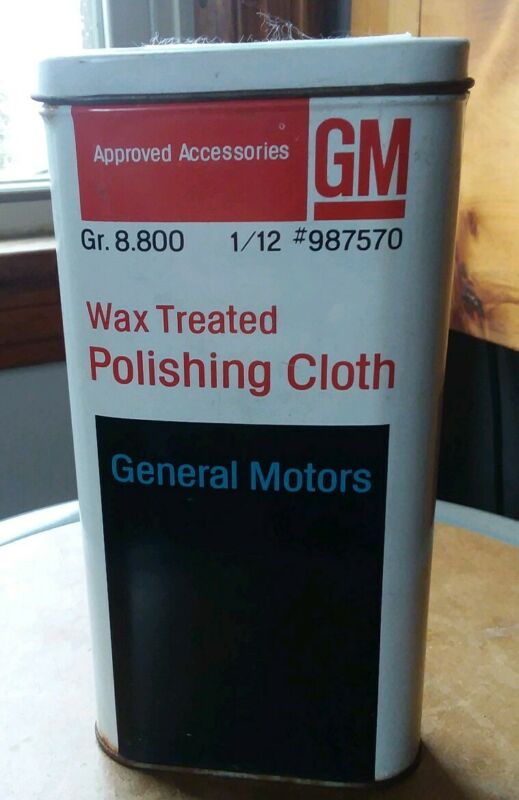 Approved Accessories
GM
Gr. 8.800 1/12 #987570
Wax Treated
Polishing Cloth
General Motors